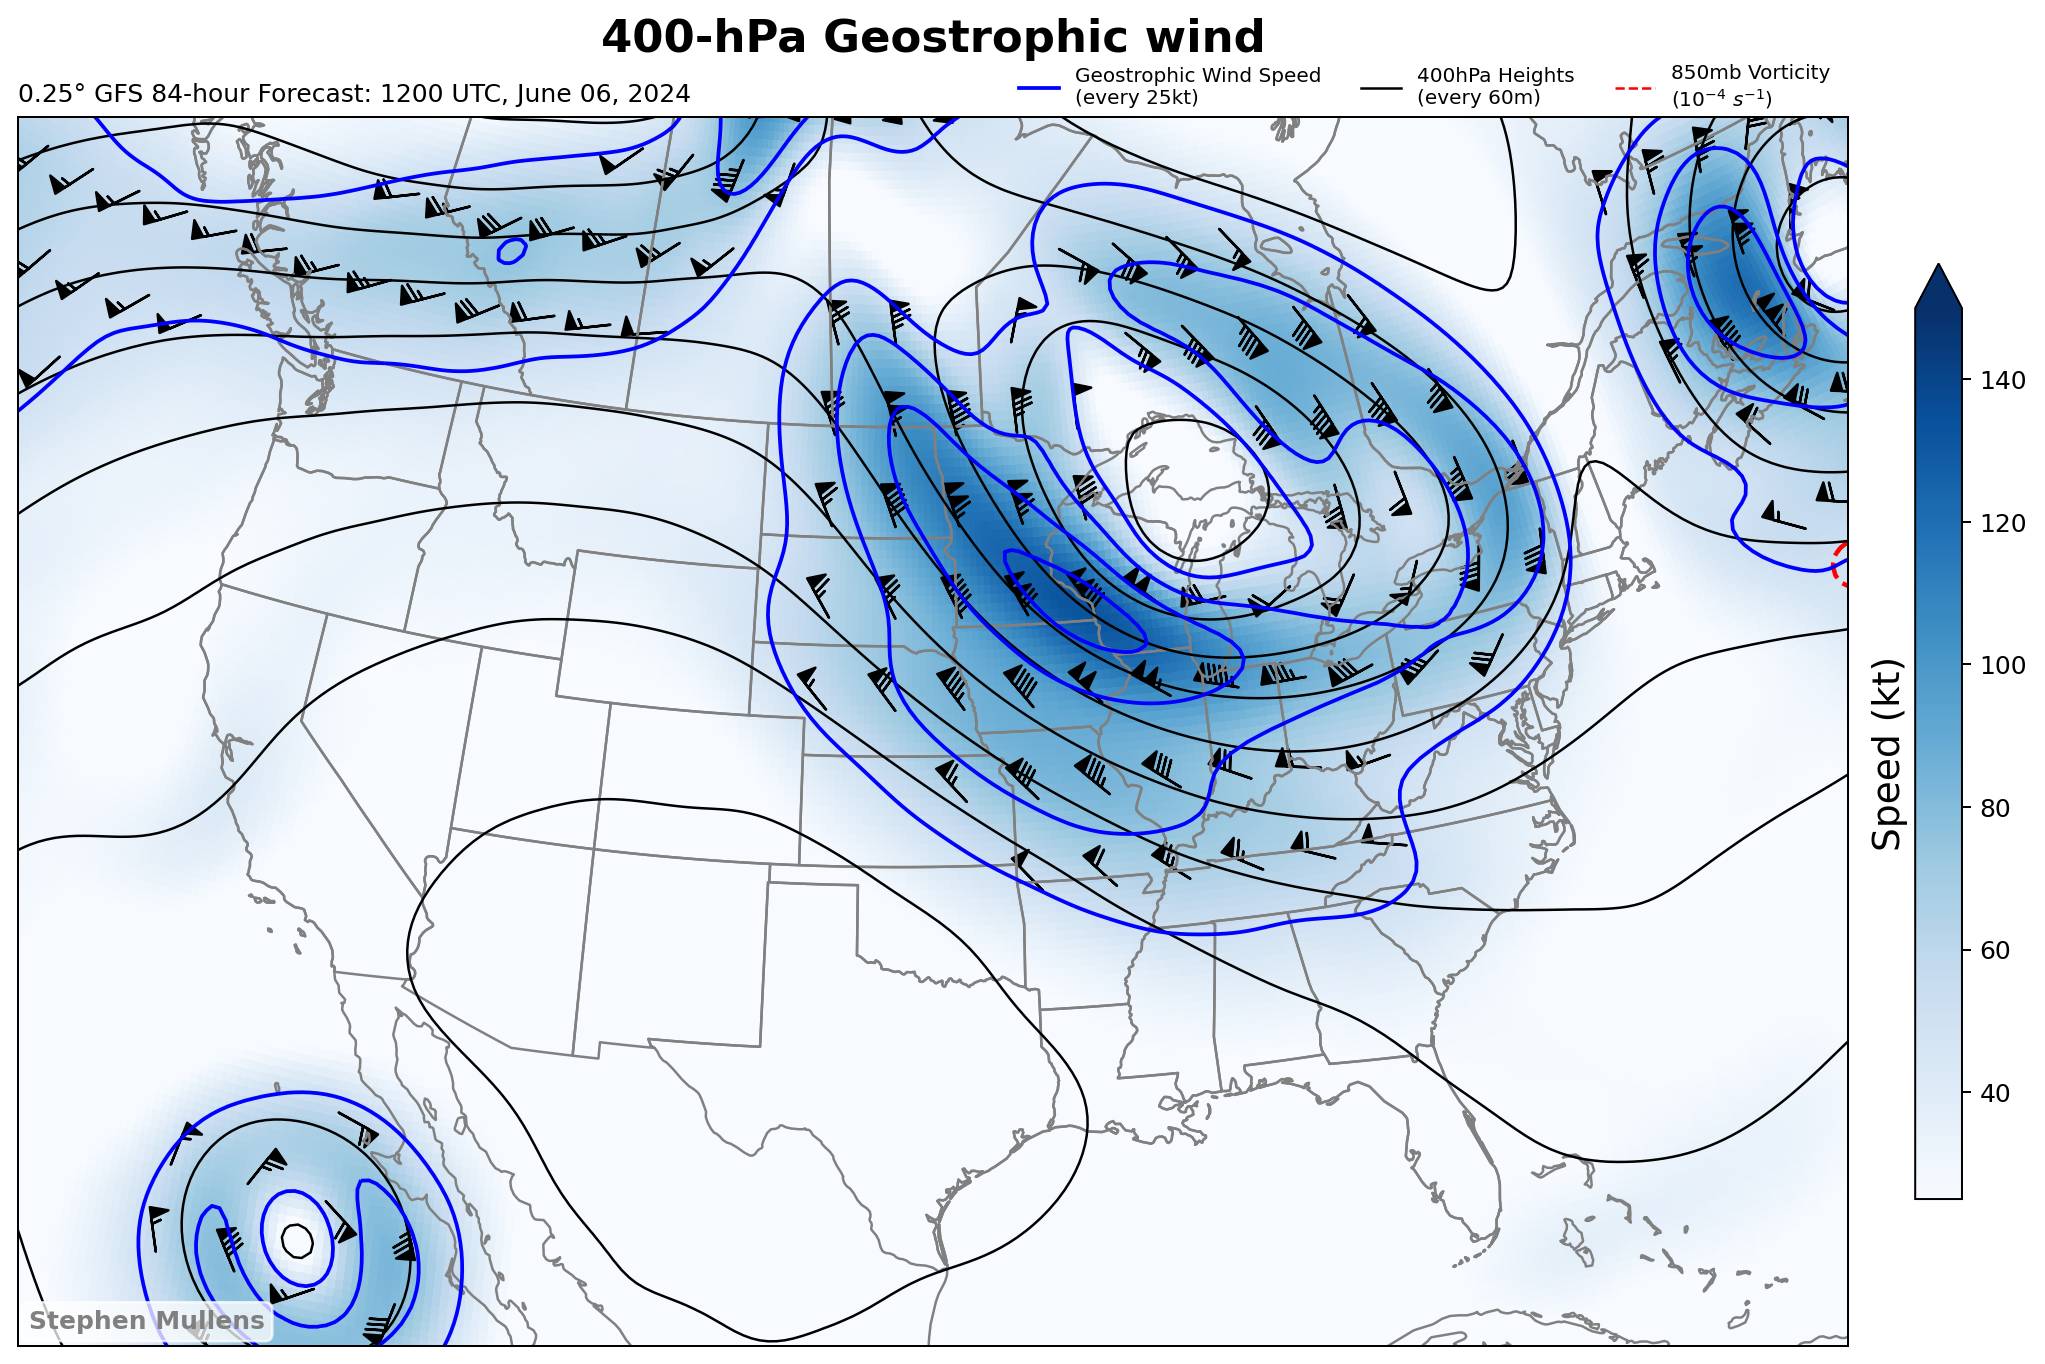 400-hPa Geostrophic wind
0.25° GFS 84-hour Forecast: 1200 UTC, June 06, 2024
Geostrophic Wind Speed
(every 25kt)
400hPa Heights
(every 60m)
850mb Vorticity
(10⁻⁴ s⁻¹)
140
120
100
80
60
40
Speed (kt)
Stephen Mullens